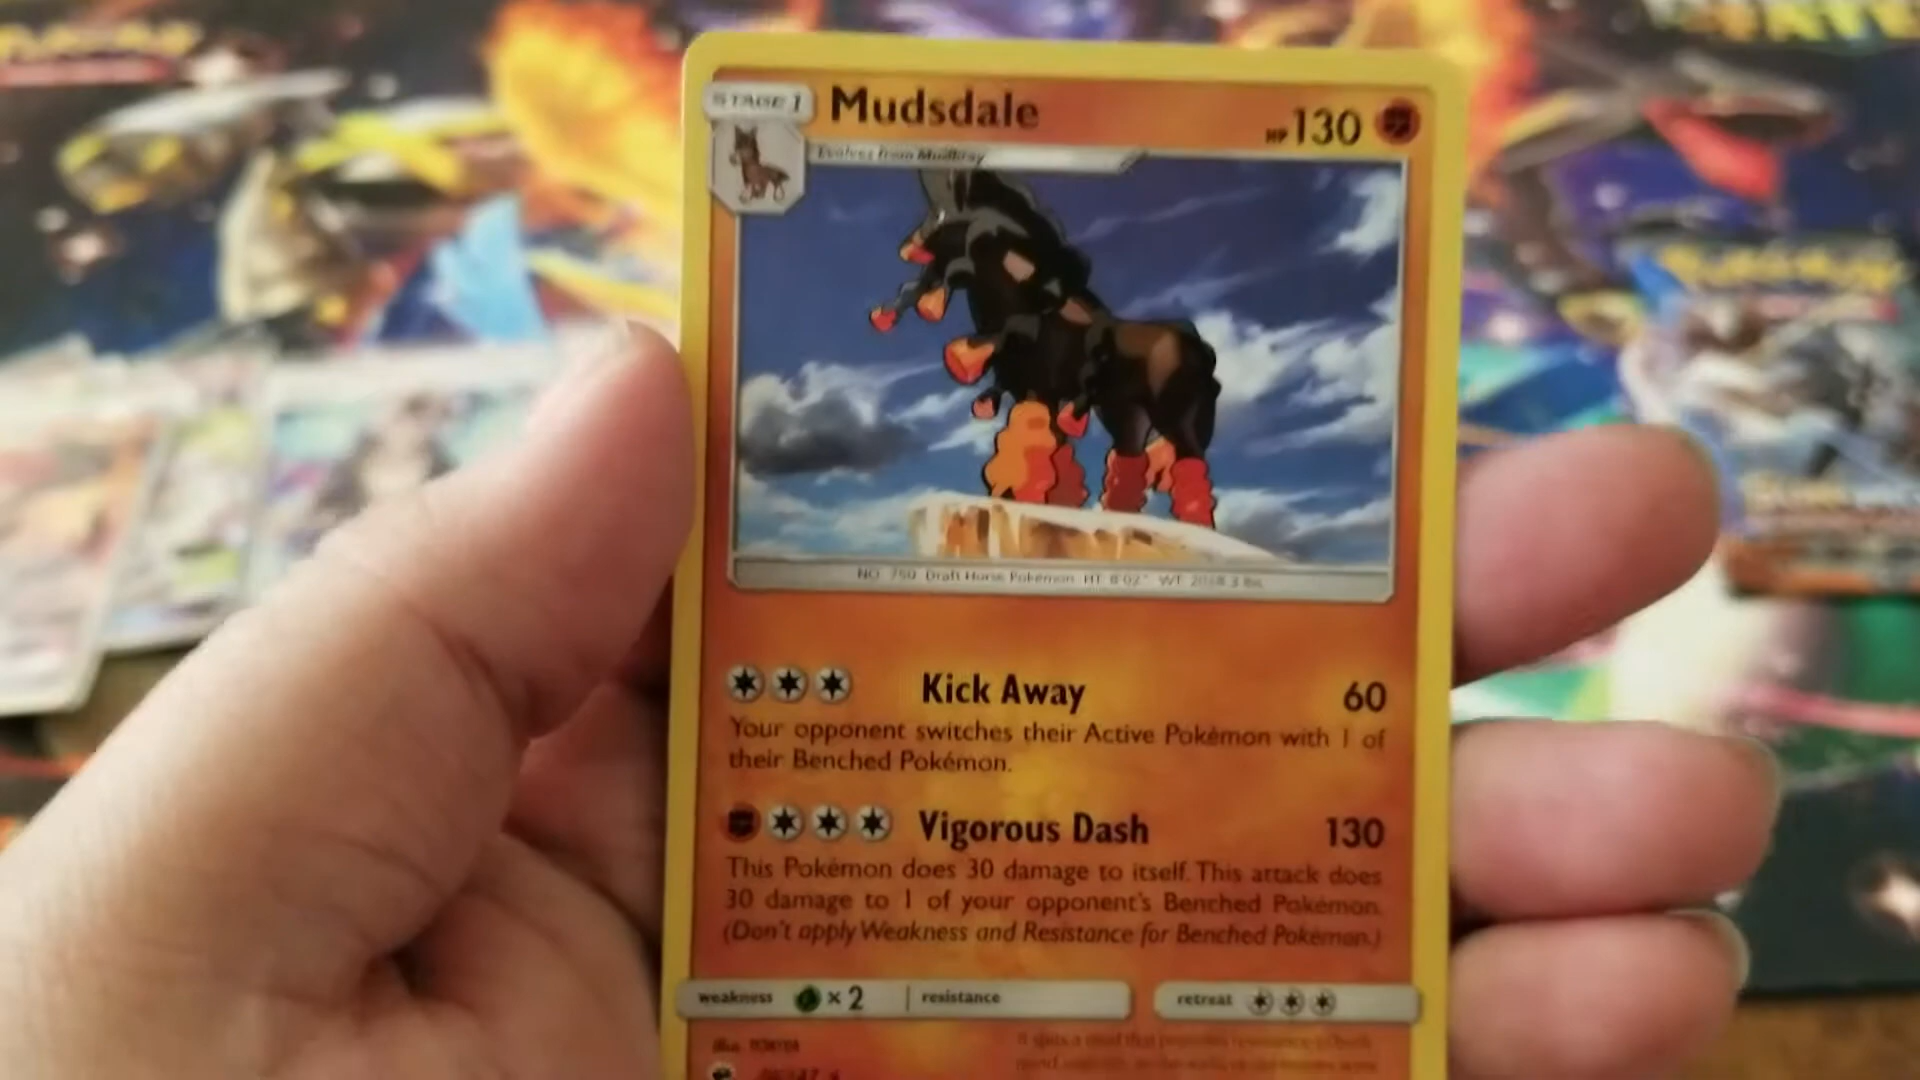 STAGE 1
Mudsdale
HP 130
Evolves from Mudbray
NO. 750 Draft Horse Pokémon HT 8'02" WT 2028.3 lbs.
Kick Away 60
Your opponent switches their Active Pokémon with 1 of
their Benched Pokémon.
Vigorous Dash 130
This Pokémon does 30 damage to itself. This attack does
30 damage to 1 of your opponent's Benched Pokémon.
(Don't apply Weakness and Resistance for Benched Pokémon.)
weakness × 2 resistance retreat
illus.
Pokémon
Pokémon